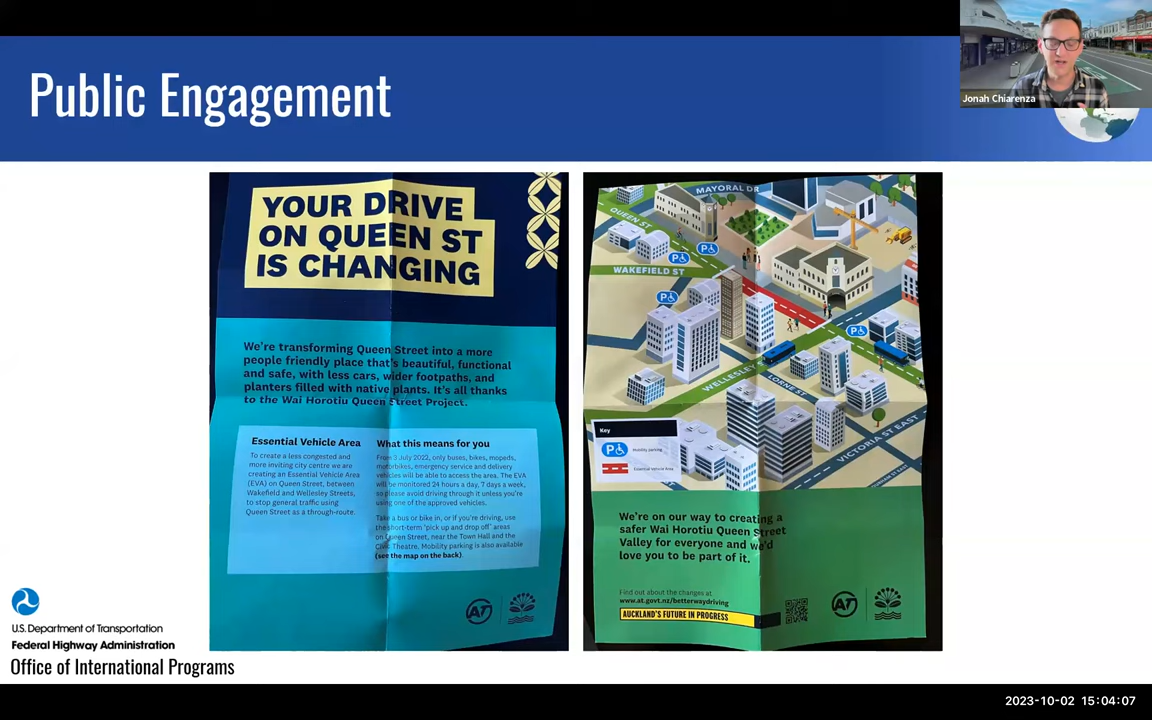 Public Engagement
Jonah Chiarenza
YOUR DRIVE
ON QUEEN ST
IS CHANGING
We're transforming Queen Street into a more
people friendly place that's beautiful, functional
and safe, with less cars, wider footpaths, and
planters filled with native plants. It's all thanks
to the Wai Horotiu Queen Street Project.
Essential Vehicle Area
To create a less congested and
more inviting city centre we are
creating an Essential Vehicle Area
(EVA) on Queen Street, between
Wakefield and Wellesley Streets,
to stop general traffic using
Queen Street as a through-route.
What this means for you
From 3 July 2022, only buses, bikes, mopeds,
motorbikes, emergency service and delivery
vehicles will be able to access the area. The EVA
will be monitored 24 hours a day, 7 days a week,
so please avoid driving through it unless you're
using one of the approved vehicles.
Take a bus or bike in, or if you're driving, use
the short-term 'pick up and drop off' areas
on Queen Street, near the Town Hall and the
Civic Theatre. Mobility parking is also available
(see the map on the back).
AT
MAYORAL DR
QUEEN ST
P
P
WAKEFIELD ST
P
P
WELLESLEY
LORNE ST
VICTORIA ST EAST
Key
P Mobility parking
Essential Vehicle Area
We're on our way to creating a
safer Wai Horotiu Queen Street
Valley for everyone and we'd
love you to be part of it.
Find out about the changes at
www.at.govt.nz/betterwaydriving
AUCKLAND'S FUTURE IN PROGRESS
AT
U.S. Department of Transportation
Federal Highway Administration
Office of International Programs
2023-10-02 15:04:07